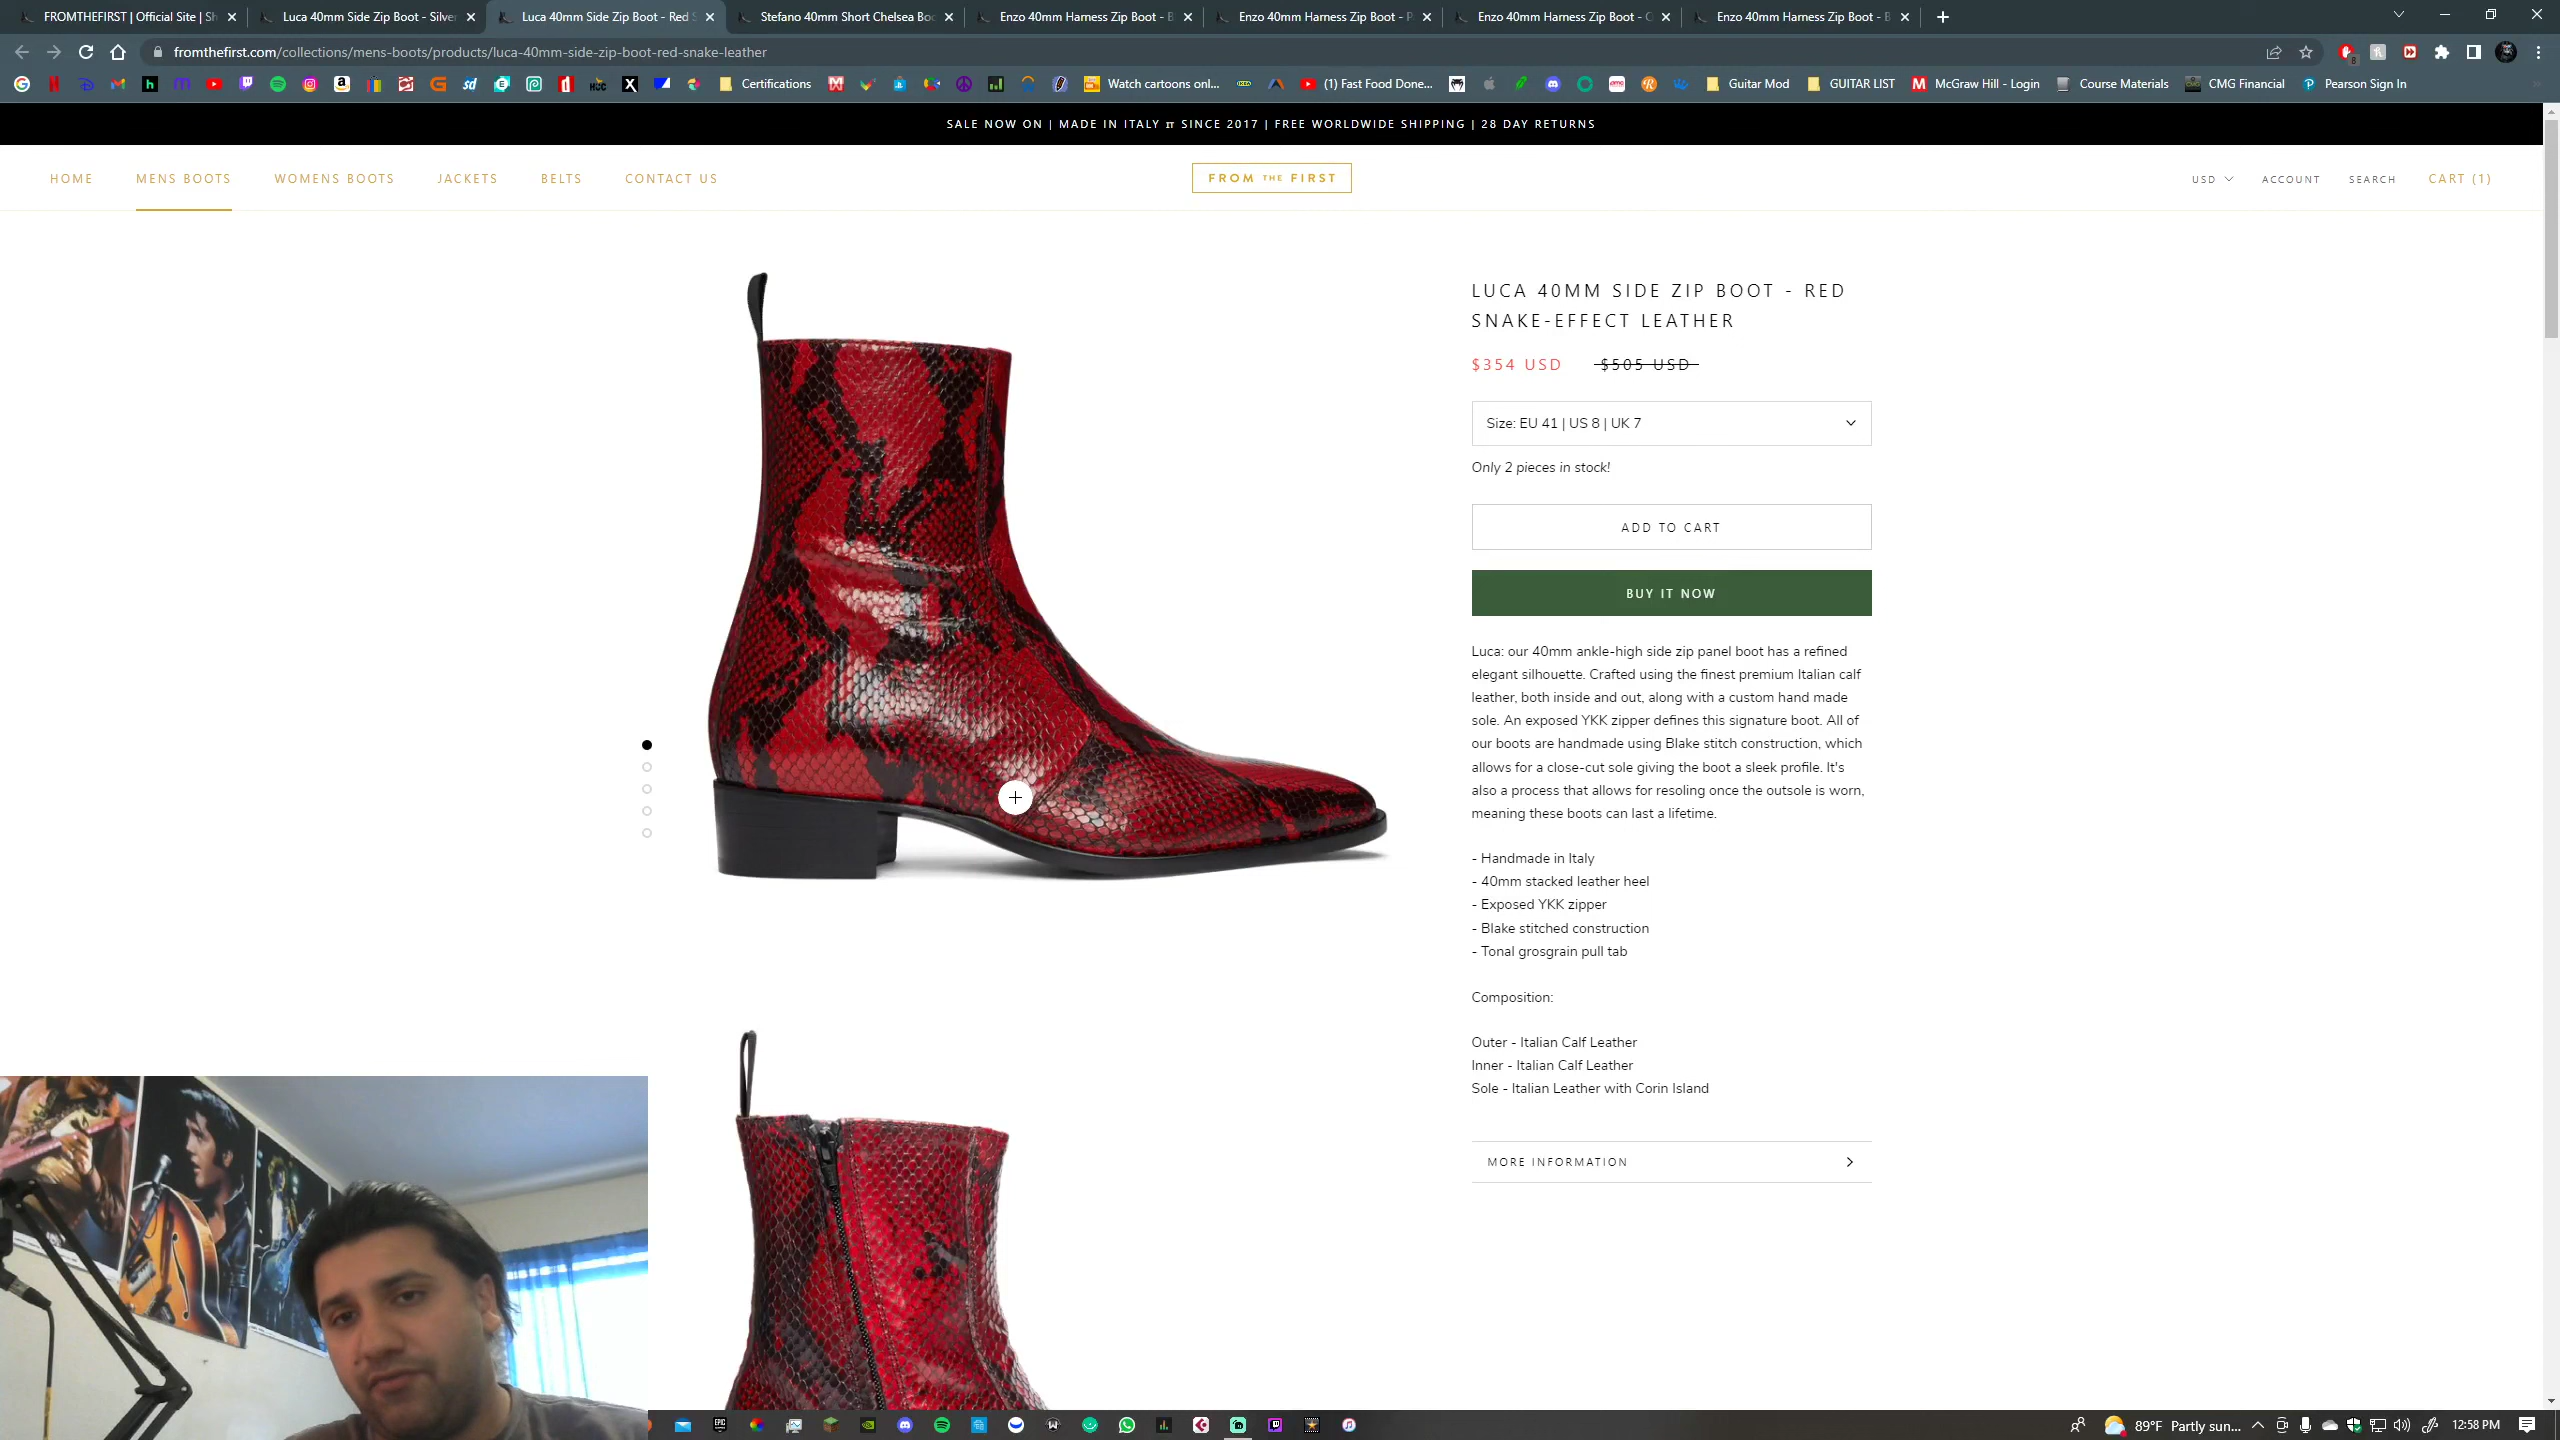 FROMTHEFIRST | Official Site | Sh
Luca 40mm Side Zip Boot - Silver
Luca 40mm Side Zip Boot - Red S
Stefano 40mm Short Chelsea Boo
Enzo 40mm Harness Zip Boot - B
Enzo 40mm Harness Zip Boot - P
Enzo 40mm Harness Zip Boot - C
Enzo 40mm Harness Zip Boot - B
fromthefirst.com/collections/mens-boots/products/luca-40mm-side-zip-boot-red-snake-leather
Certifications
Watch cartoons onl...
(1) Fast Food Done...
Guitar Mod
GUITAR LIST
McGraw Hill - Login
Course Materials
CMG Financial
Pearson Sign In
SALE NOW ON | MADE IN ITALY IT SINCE 2017 | FREE WORLDWIDE SHIPPING | 28 DAY RETURNS
HOME
MENS BOOTS
WOMENS BOOTS
JACKETS
BELTS
CONTACT US
FROM THE FIRST
USD
ACCOUNT
SEARCH
CART (1)
LUCA 40MM SIDE ZIP BOOT - RED
SNAKE-EFFECT LEATHER
$354 USD $505 USD
Size: EU 41 | US 8 | UK 7
Only 2 pieces in stock!
ADD TO CART
BUY IT NOW
Luca: our 40mm ankle-high side zip panel boot has a refined
elegant silhouette. Crafted using the finest premium Italian calf
leather, both inside and out, along with a custom hand made
sole. An exposed YKK zipper defines this signature boot. All of
our boots are handmade using Blake stitch construction, which
allows for a close-cut sole giving the boot a sleek profile. It's
also a process that allows for resoling once the outsole is worn,
meaning these boots can last a lifetime.
- Handmade in Italy
- 40mm stacked leather heel
- Exposed YKK zipper
- Blake stitched construction
- Tonal grosgrain pull tab
Composition:
Outer - Italian Calf Leather
Inner - Italian Calf Leather
Sole - Italian Leather with Corin Island
MORE INFORMATION
89°F Partly sun...
12:58 PM